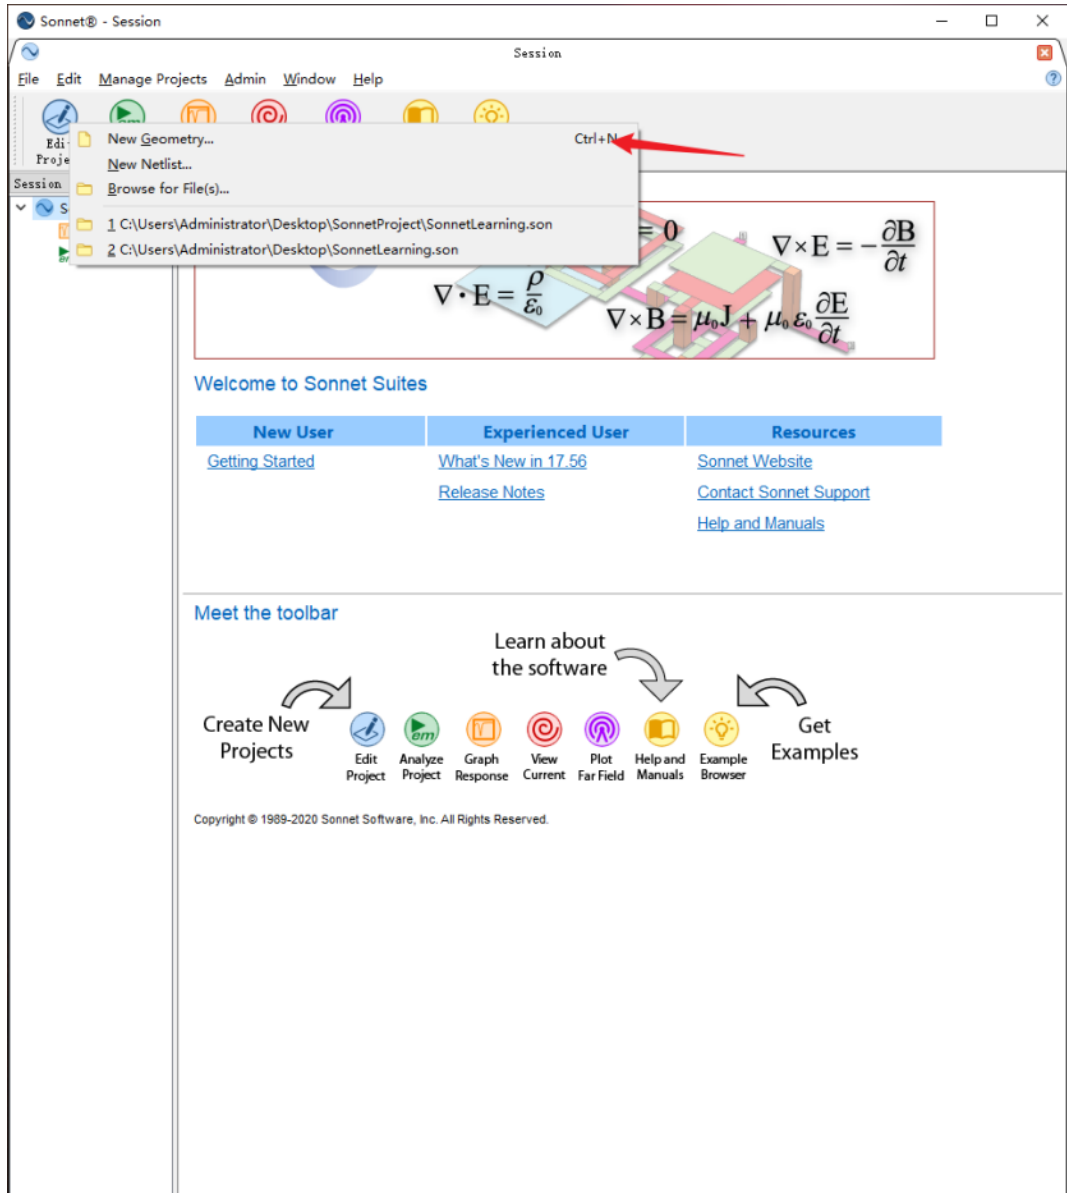 Sonnet® - Session
Session
File Edit Manage Projects Admin Window Help
Edi
Proje
New Geometry... Ctrl+N
New Netlist...
Browse for File(s)...
1 C:\Users\Administrator\Desktop\SonnetProject\SonnetLearning.son
2 C:\Users\Administrator\Desktop\SonnetLearning.son
Session
S
= 0
∇×E = −∂B/∂t
∇·E = ρ/ε₀
∇×B = μ₀J + μ₀ε₀ ∂E/∂t
Welcome to Sonnet Suites
New User Experienced User Resources
Getting Started What's New in 17.56 Sonnet Website
Release Notes Contact Sonnet Support
Help and Manuals
Meet the toolbar
Learn about
the software
Create New
Projects
Get
Examples
em
Edit Analyze Graph View Plot Help and Example
Project Project Response Current Far Field Manuals Browser
Copyright © 1989-2020 Sonnet Software, Inc. All Rights Reserved.